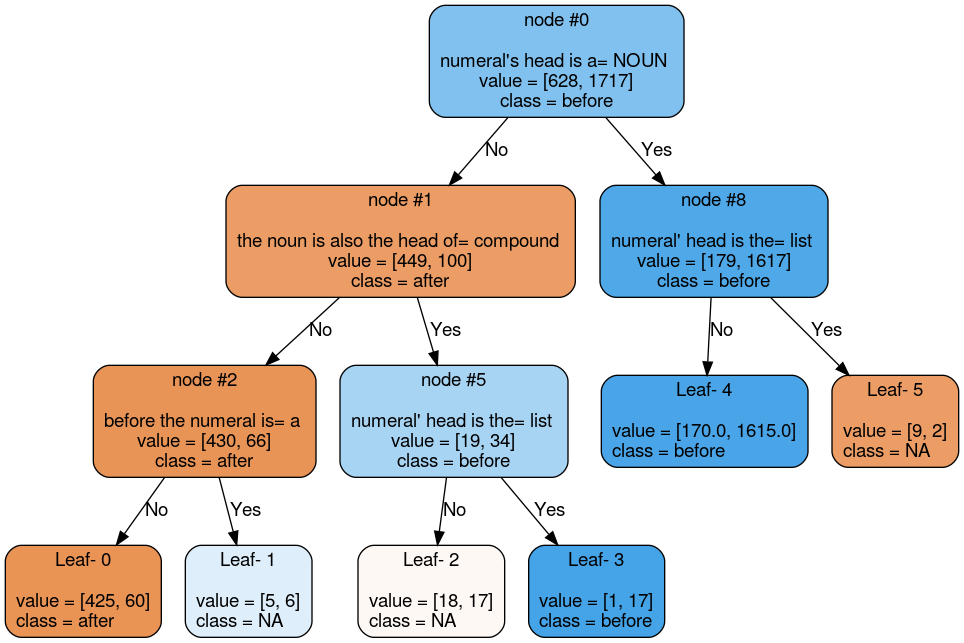 node #0
numeral's head is a= NOUN
value = [628, 1717]
class = before
No
Yes
node #1
the noun is also the head of= compound
value = [449, 100]
class = after
node #8
numeral' head is the= list
value = [179, 1617]
class = before
No
Yes
No
Yes
node #2
before the numeral is= a
value = [430, 66]
class = after
node #5
numeral' head is the= list
value = [19, 34]
class = before
Leaf- 4
value = [170.0, 1615.0]
class = before
Leaf- 5
value = [9, 2]
class = NA
No
Yes
No
Yes
Leaf- 0
value = [425, 60]
class = after
Leaf- 1
value = [5, 6]
class = NA
Leaf- 2
value = [18, 17]
class = NA
Leaf- 3
value = [1, 17]
class = before